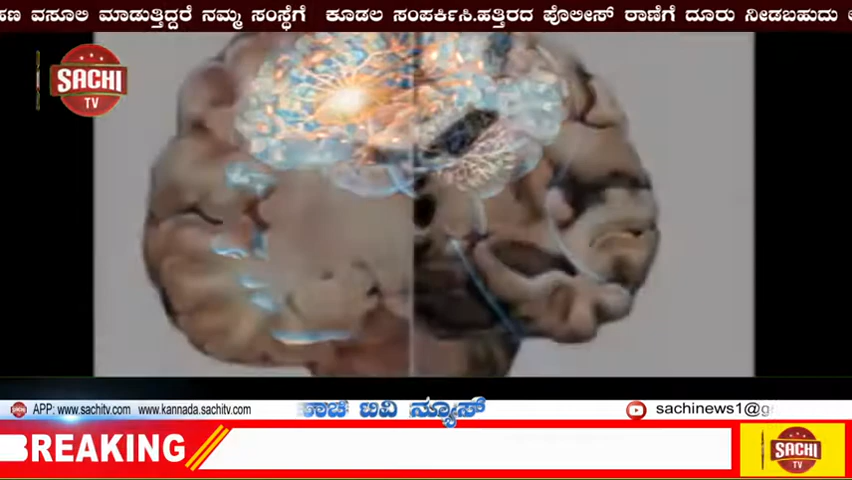 ವಸೂಲಿ ಮಾಡುತ್ತಿದ್ದರೆ ನಮ್ಮ ಸಂಸ್ಥೆಗೆ ಕೂಡಲ ಸಂಪರ್ಕಿಸಿ.ಹತ್ತಿರದ ಪೊಲೀಸ್ ಠಾಣೆಗೆ ದೂರು ನೀಡಬಹುದು
SACHI
TV
APP: www.sachitv.com www.kannada.sachitv.com
ಟಿವಿ ನ್ಯೂಸ್
sachinews1@g
BREAKING
SACHI
TV